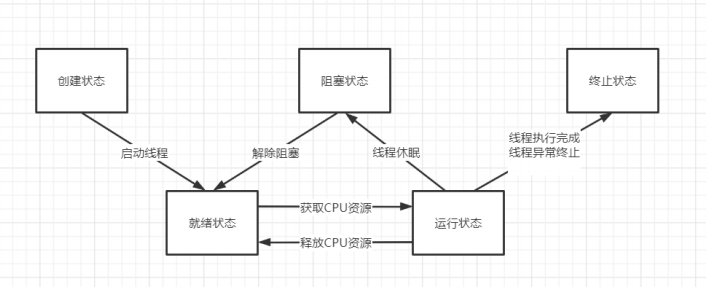 创建状态
阻塞状态
终止状态
启动线程
解除阻塞
线程休眠
线程执行完成
线程异常终止
就绪状态
获取CPU资源
释放CPU资源
运行状态